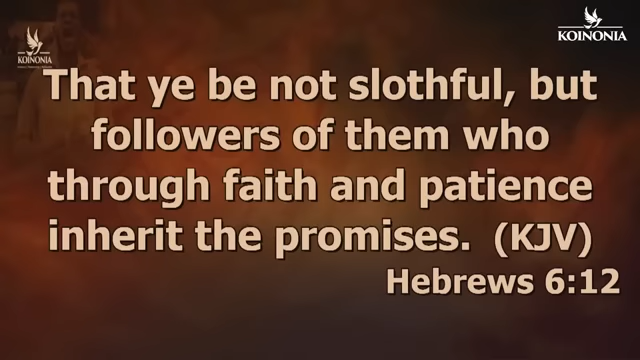 KOINONIA
KOINONIA
That ye be not slothful, but
followers of them who
through faith and patience
inherit the promises. (KJV)
Hebrews 6:12